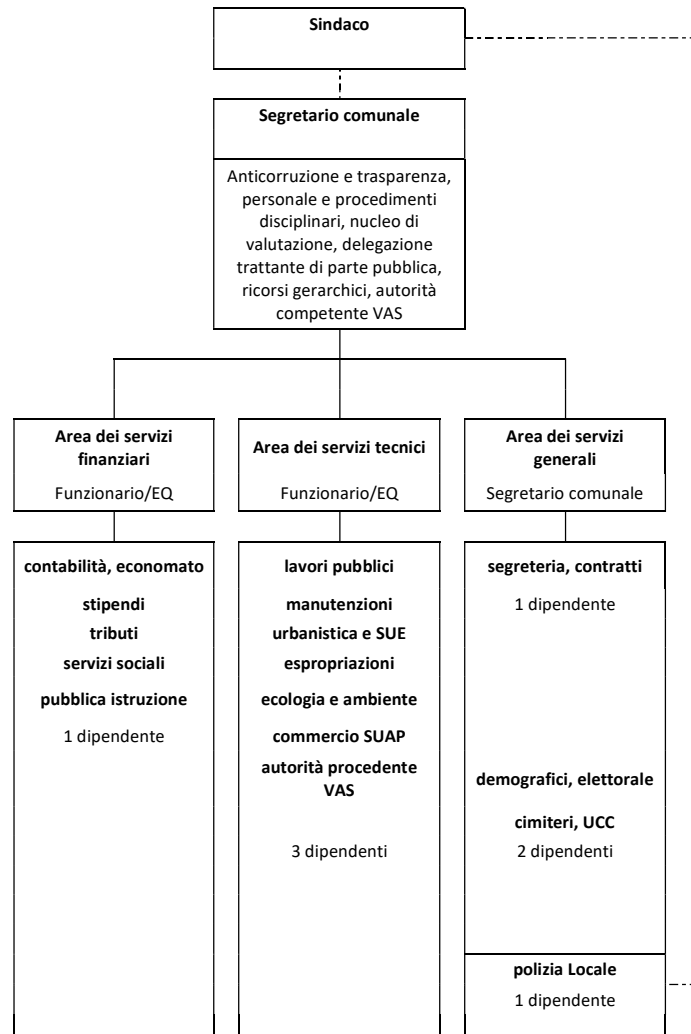 Sindaco
Segretario comunale
Anticorruzione e trasparenza,
personale e procedimenti
disciplinari, nucleo di
valutazione, delegazione
trattante di parte pubblica,
ricorsi gerarchici, autorità
competente VAS
Area dei servizi
finanziari
Funzionario/EQ
Area dei servizi tecnici
Funzionario/EQ
Area dei servizi
generali
Segretario comunale
contabilità, economato
stipendi
tributi
servizi sociali
pubblica istruzione
1 dipendente
lavori pubblici
manutenzioni
urbanistica e SUE
espropriazioni
ecologia e ambiente
commercio SUAP
autorità procedente
VAS
3 dipendenti
segreteria, contratti
1 dipendente
demografici, elettorale
cimiteri, UCC
2 dipendenti
polizia Locale
1 dipendente